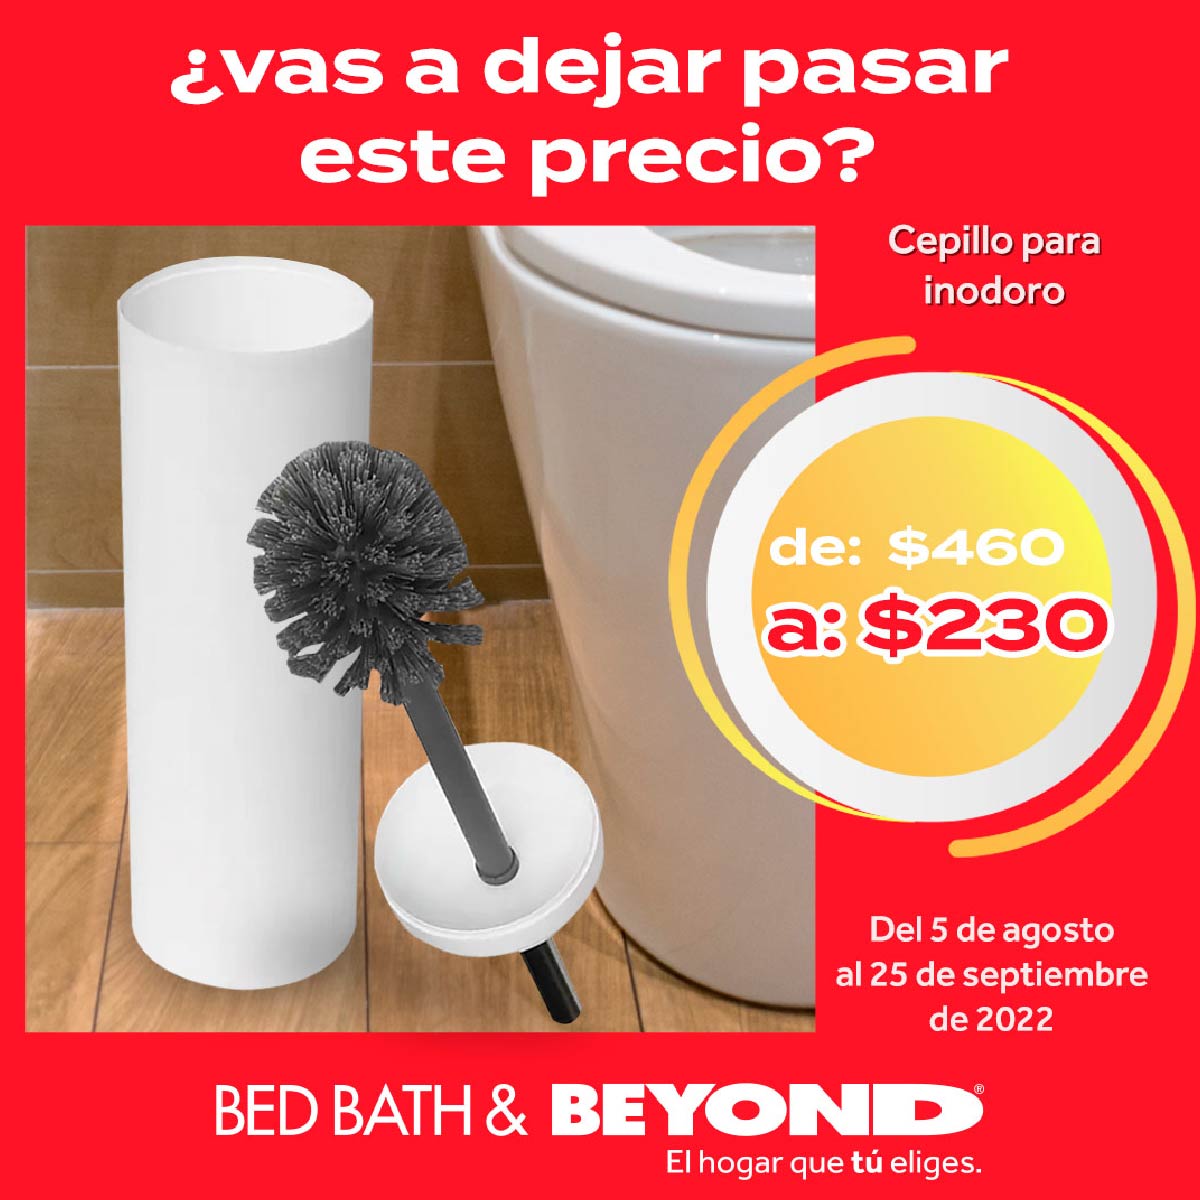 ¿vas a dejar pasar
este precio?
Cepillo para
inodoro
de: $460
a: $230
Del 5 de agosto
al 25 de septiembre
de 2022
BED BATH & BEYOND®
El hogar que tú eliges.